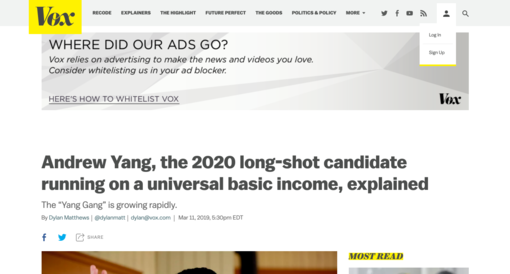 Vox
RECODE EXPLAINERS THE HIGHLIGHT FUTURE PERFECT THE GOODS POLITICS & POLICY MORE
Log In
Sign Up
WHERE DID OUR ADS GO?
Vox relies on advertising to make the news and videos you love.
Consider whitelisting us in your ad blocker.
HERE'S HOW TO WHITELIST VOX
Vox
Andrew Yang, the 2020 long-shot candidate
running on a universal basic income, explained
The “Yang Gang” is growing rapidly.
By Dylan Matthews | @dylanmatt | dylan@vox.com | Mar 11, 2019, 5:30pm EDT
SHARE
MOST READ